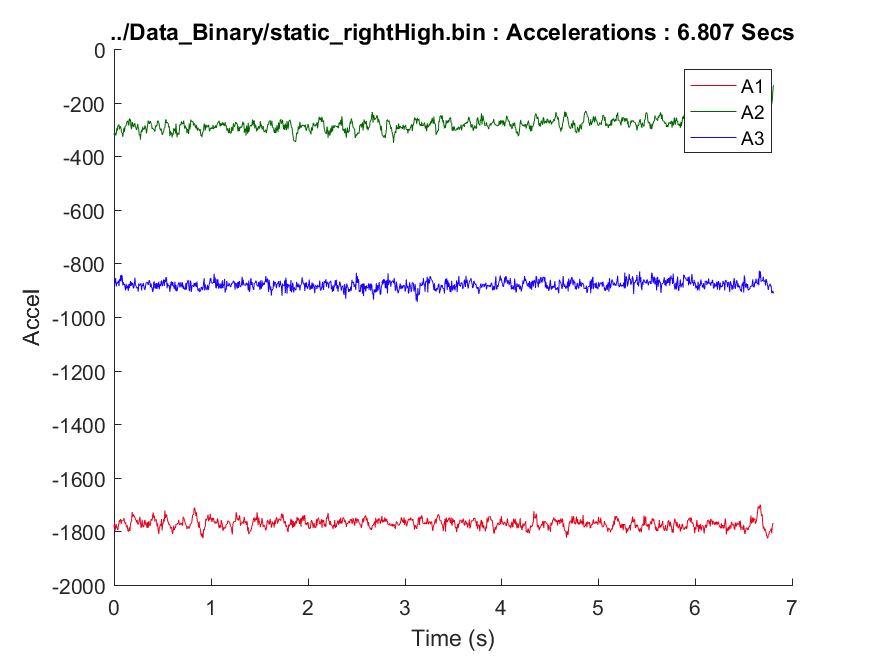 ../Data_Binary/static_rightHigh.bin : Accelerations : 6.807 Secs
0
-200
-400
-600
-800
-1000
-1200
-1400
-1600
-1800
-2000
Accel
A1
A2
A3
0 1 2 3 4 5 6 7
Time (s)